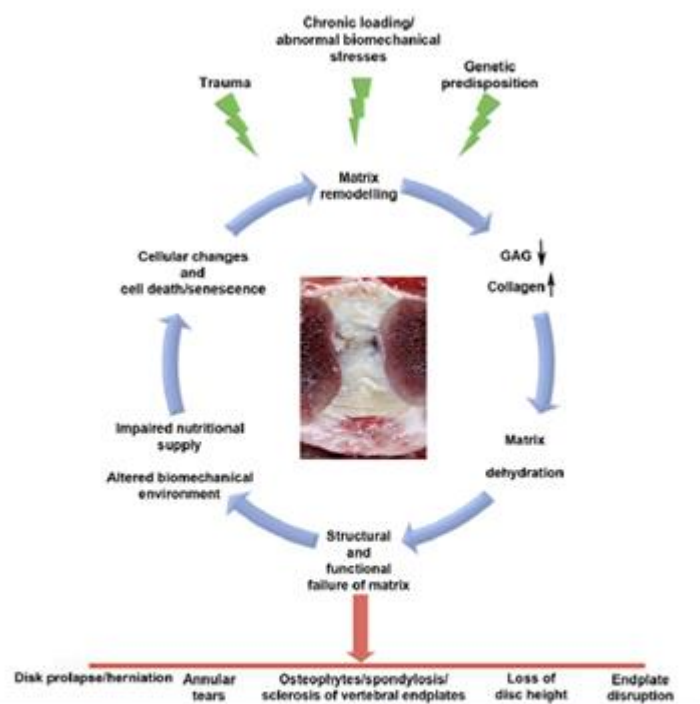 Chronic loading/
abnormal biomechanical
stresses
Trauma
Genetic
predisposition
Matrix
remodelling
GAG
Collagen
Matrix
dehydration
Structural
and
functional
failure of matrix
Impaired nutritional
supply
Altered biomechanical
environment
Cellular changes
and
cell death/senescence
Disk prolapse/herniation
Annular
tears
Osteophytes/spondylosis/
sclerosis of vertebral endplates
Loss of
disc height
Endplate
disruption